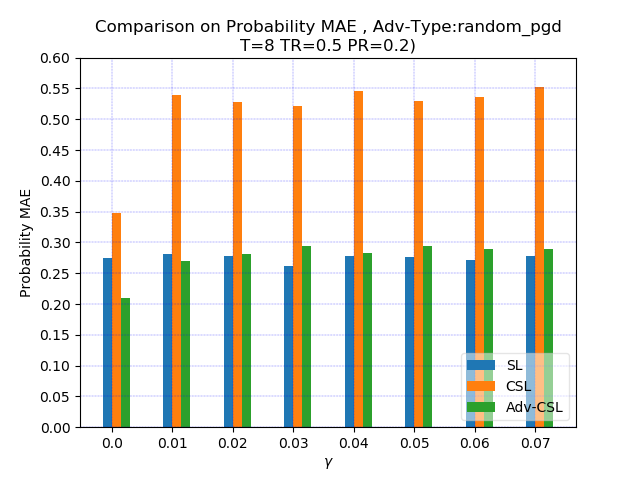 Comparison on Probability MAE , Adv-Type:random_pgd
T=8 TR=0.5 PR=0.2)
0.60
0.55
0.50
0.45
0.40
0.35
0.30
0.25
0.20
0.15
0.10
0.05
0.00
Probability MAE
SL
CSL
Adv-CSL
0.0 0.01 0.02 0.03 0.04 0.05 0.06 0.07
γ